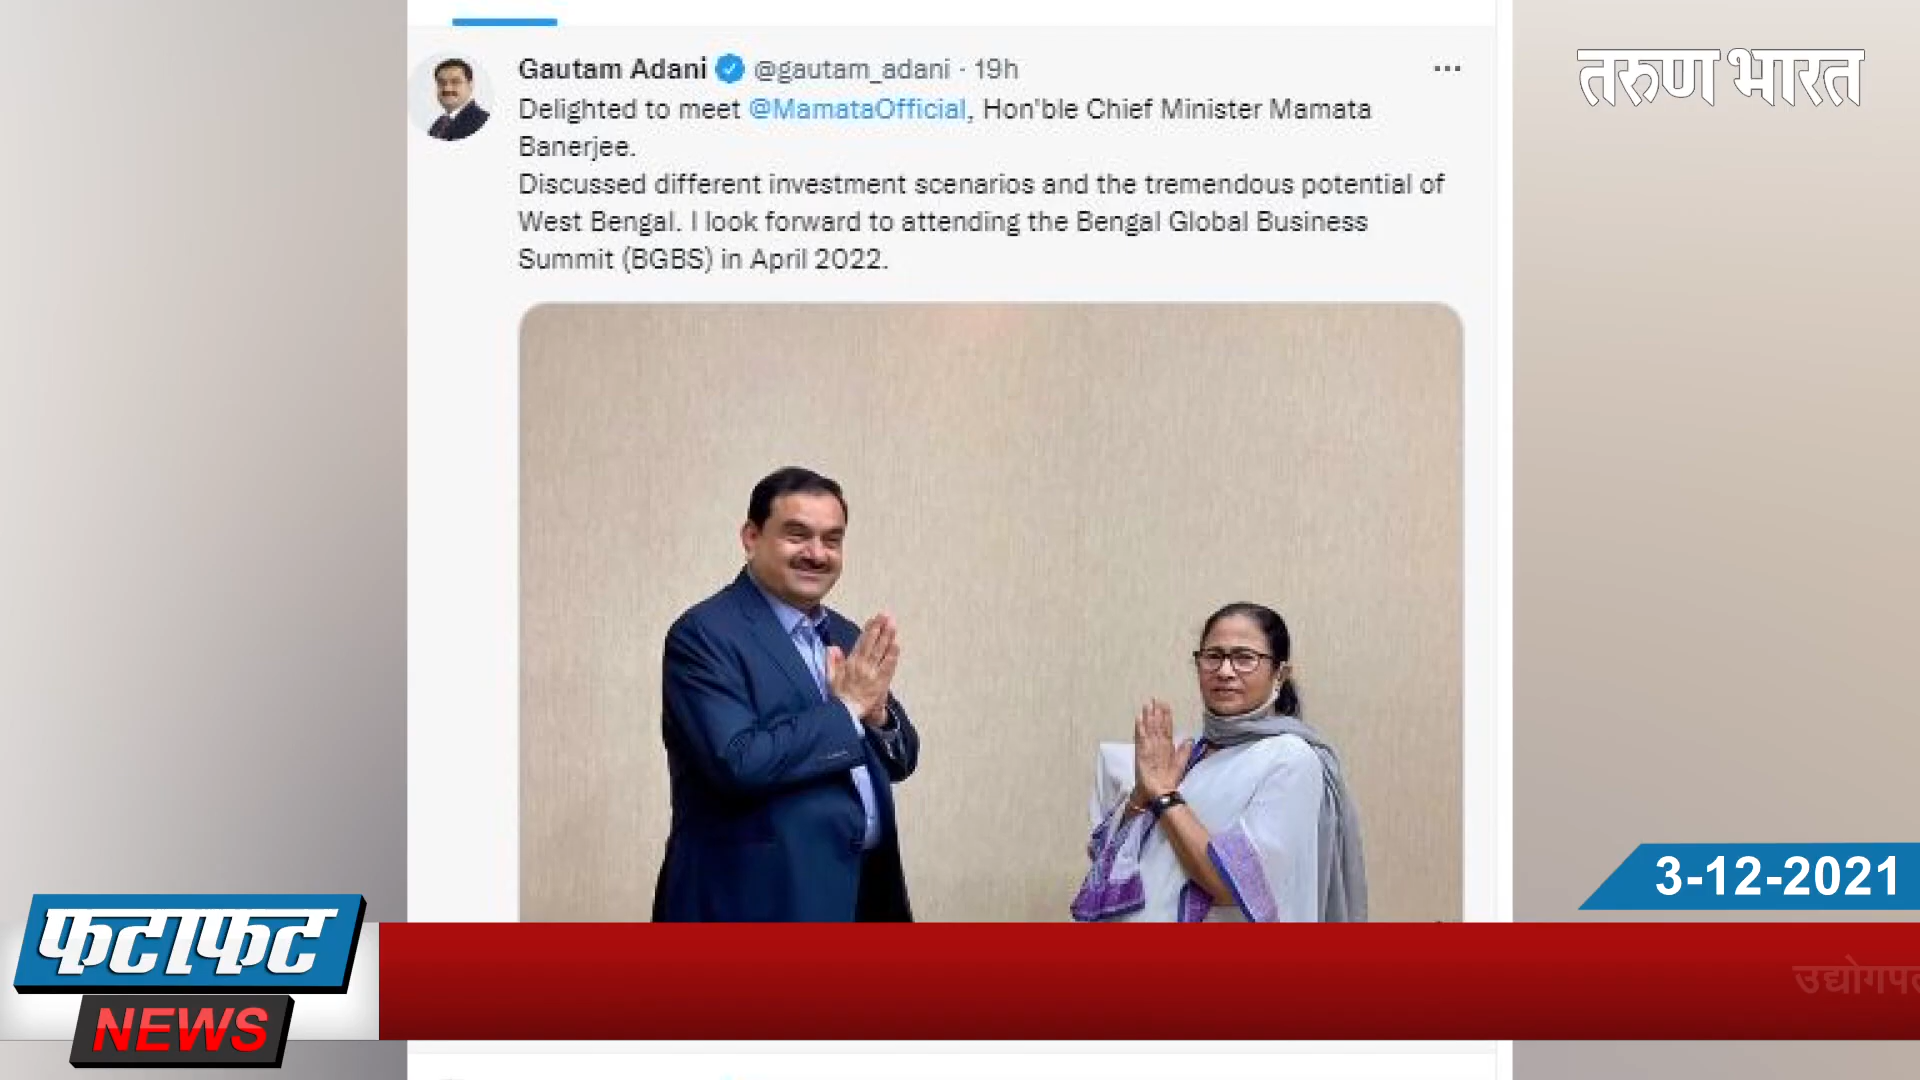 Gautam Adani @gautam_adani · 19h
Delighted to meet @MamataOfficial, Hon'ble Chief Minister Mamata
Banerjee.
Discussed different investment scenarios and the tremendous potential of
West Bengal. I look forward to attending the Bengal Global Business
Summit (BGBS) in April 2022.
तरुण भारत
3-12-2021
फटाफट
NEWS